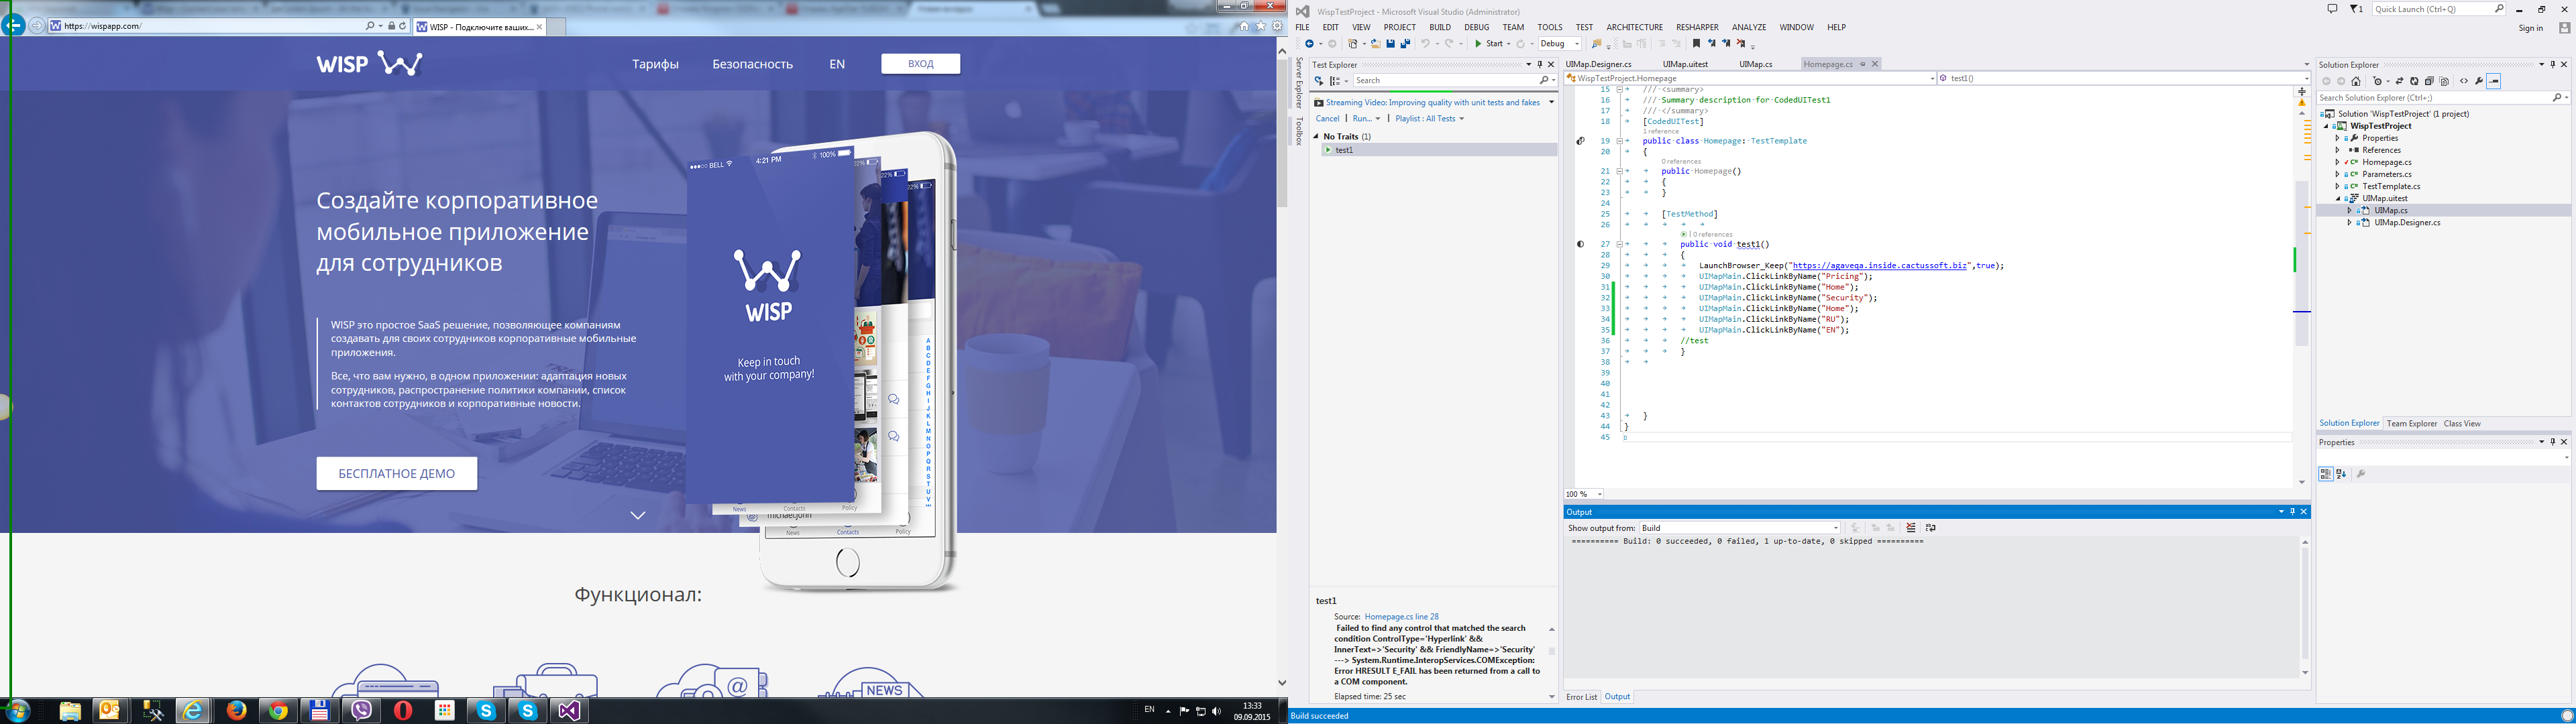 https://wispapp.com/
WISP - Подключите ваших...
WISP
Тарифы
Безопасность
EN
ВХОД
Создайте корпоративное
мобильное приложение
для сотрудников
WISP это простое SaaS решение, позволяющее компаниям
создавать для своих сотрудников корпоративные мобильные
приложения.
Все, что вам нужно, в одном приложении: адаптация новых
сотрудников, распространение политики компании, список
контактов сотрудников и корпоративные новости.
БЕСПЛАТНОЕ ДЕМО
BELL
4:21 PM
100%
22%
22%
WISP
Keep in touch
with your company!
A
B
C
D
E
F
G
H
I
J
K
L
M
N
O
P
Q
R
S
T
U
V
W
News
Contacts
Policy
michael.john
News
Contacts
Policy
Функционал:
@
NEWS
EN
13:33
09.09.2015
WispTestProject - Microsoft Visual Studio (Administrator)
1
Quick Launch (Ctrl+Q)
FILE EDIT VIEW PROJECT BUILD DEBUG TEAM TOOLS TEST ARCHITECTURE RESHARPER ANALYZE WINDOW HELP
Sign in
Start
Debug
Server Explorer
Toolbox
Test Explorer
Search
Streaming Video: Improving quality with unit tests and fakes
Cancel | Run... | Playlist : All Tests
No Traits (1)
test1
test1
Source: Homepage.cs line 28
Failed to find any control that matched the search
condition ControlType='Hyperlink' &&
InnerText=>'Security' && FriendlyName=>'Security'
---> System.Runtime.InteropServices.COMException:
Error HRESULT E_FAIL has been returned from a call to
a COM component.
Elapsed time: 25 sec
UIMap.Designer.cs
UIMap.uitest
UIMap.cs
Homepage.cs
WispTestProject.Homepage
test1()
15 /// <summary>
16 /// Summary description for CodedUITest1
17 /// </summary>
18 [CodedUITest]
1 reference
19 public class Homepage: TestTemplate
20 {
0 references
21 public Homepage()
22 {
23 }
24
25 [TestMethod]
26
| 0 references
27 public void test1()
28 {
29 LaunchBrowser_Keep("https://agaveqa.inside.cactussoft.biz",true);
30 UIMapMain.ClickLinkByName("Pricing");
31 UIMapMain.ClickLinkByName("Home");
32 UIMapMain.ClickLinkByName("Security");
33 UIMapMain.ClickLinkByName("Home");
34 UIMapMain.ClickLinkByName("RU");
35 UIMapMain.ClickLinkByName("EN");
36 //test
37 }
38
39
40
41
42
43 }
44 }
45
100 %
Output
Show output from: Build
========== Build: 0 succeeded, 0 failed, 1 up-to-date, 0 skipped ==========
Error List
Output
Solution Explorer
Search Solution Explorer (Ctrl+;)
Solution 'WispTestProject' (1 project)
WispTestProject
Properties
References
Homepage.cs
Parameters.cs
TestTemplate.cs
UIMap.uitest
UIMap.cs
UIMap.Designer.cs
Solution Explorer
Team Explorer
Class View
Properties
Build succeeded